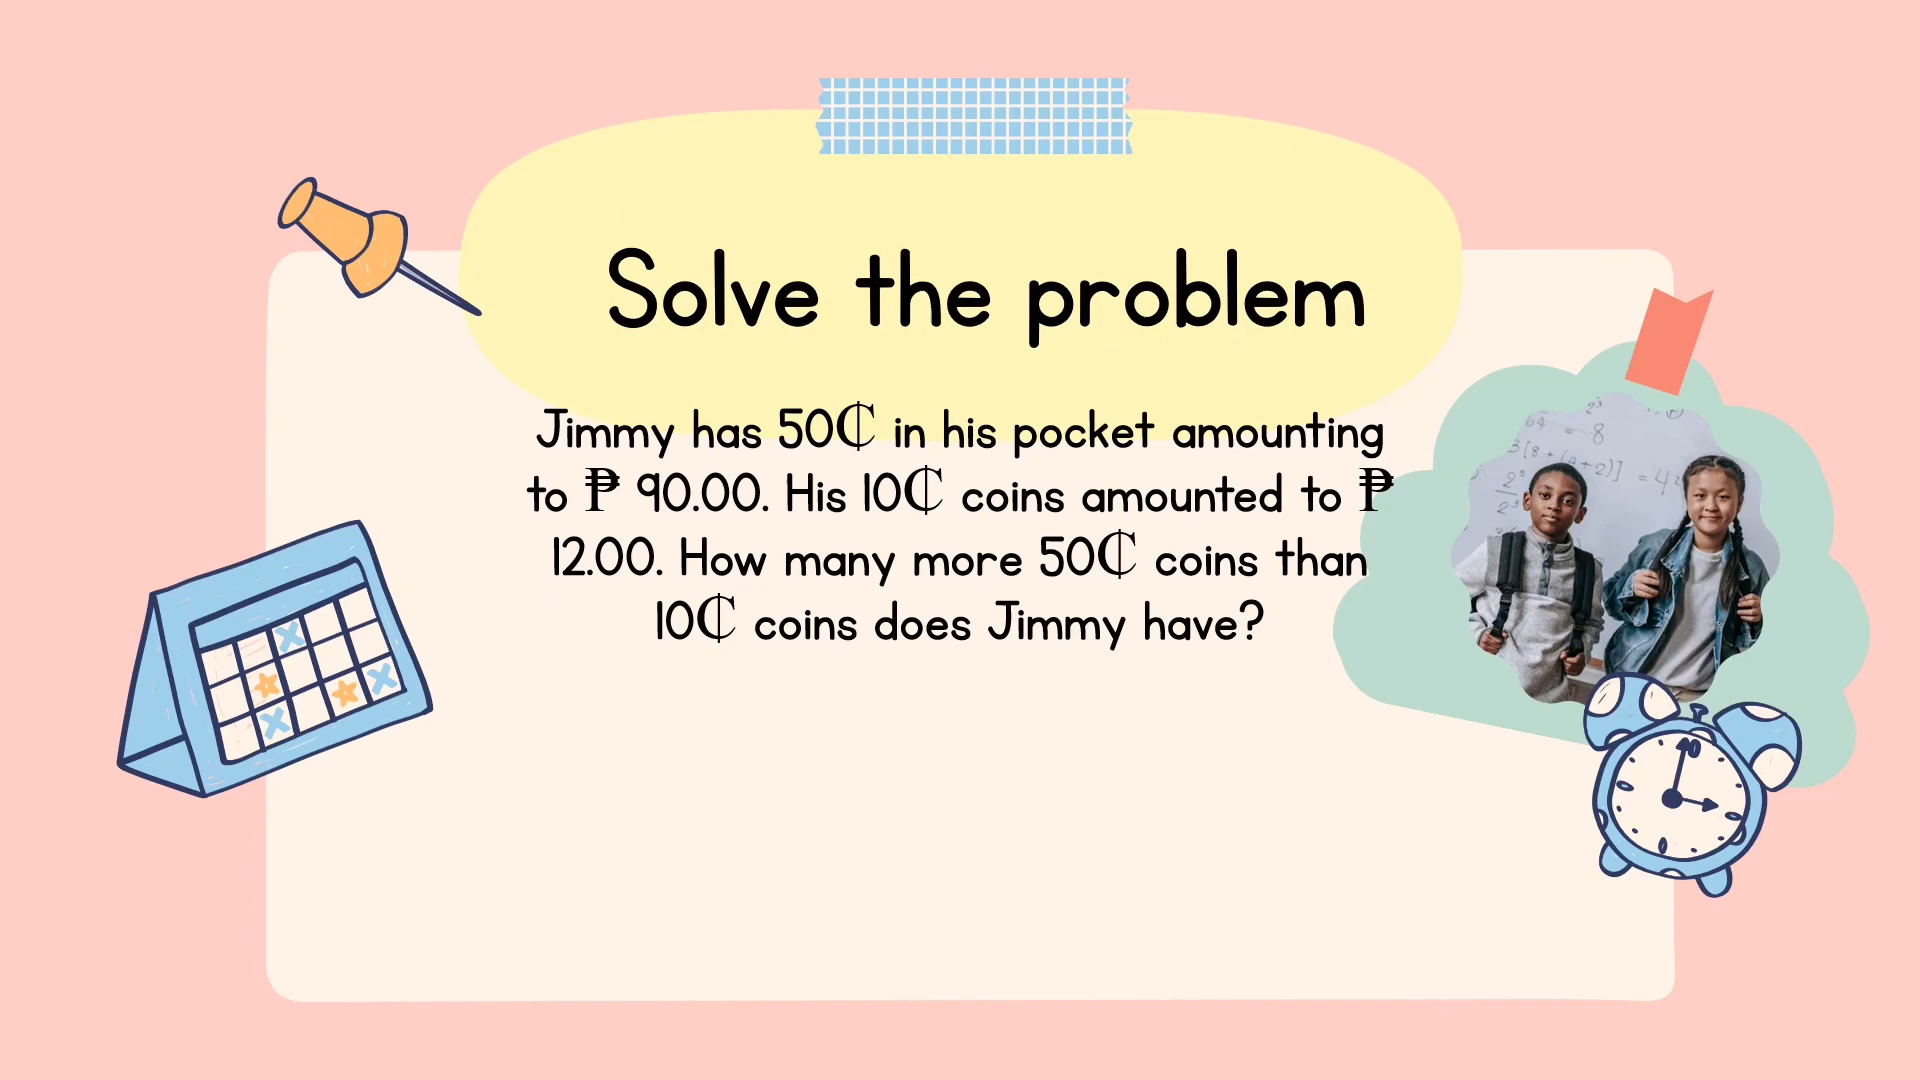 Solve the problem
Jimmy has 50₵ in his pocket amounting
to ₱ 90.00. His 10₵ coins amounted to ₱
12.00. How many more 50₵ coins than
10₵ coins does Jimmy have?